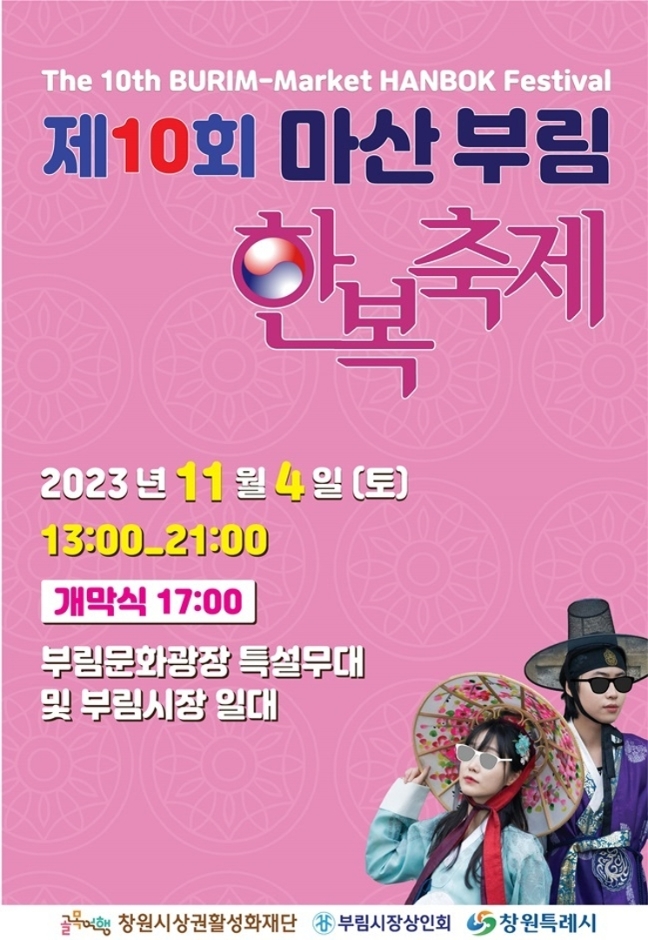 The 10th BURIM-Market HANBOK Festival
제10회 마산 부림
한복축제
2023년 11월 4일 (토)
13:00_21:00
개막식 17:00
부림문화광장 특설무대
및 부림시장 일대
골목여행 창원시상권활성화재단 부림시장상인회 창원특례시